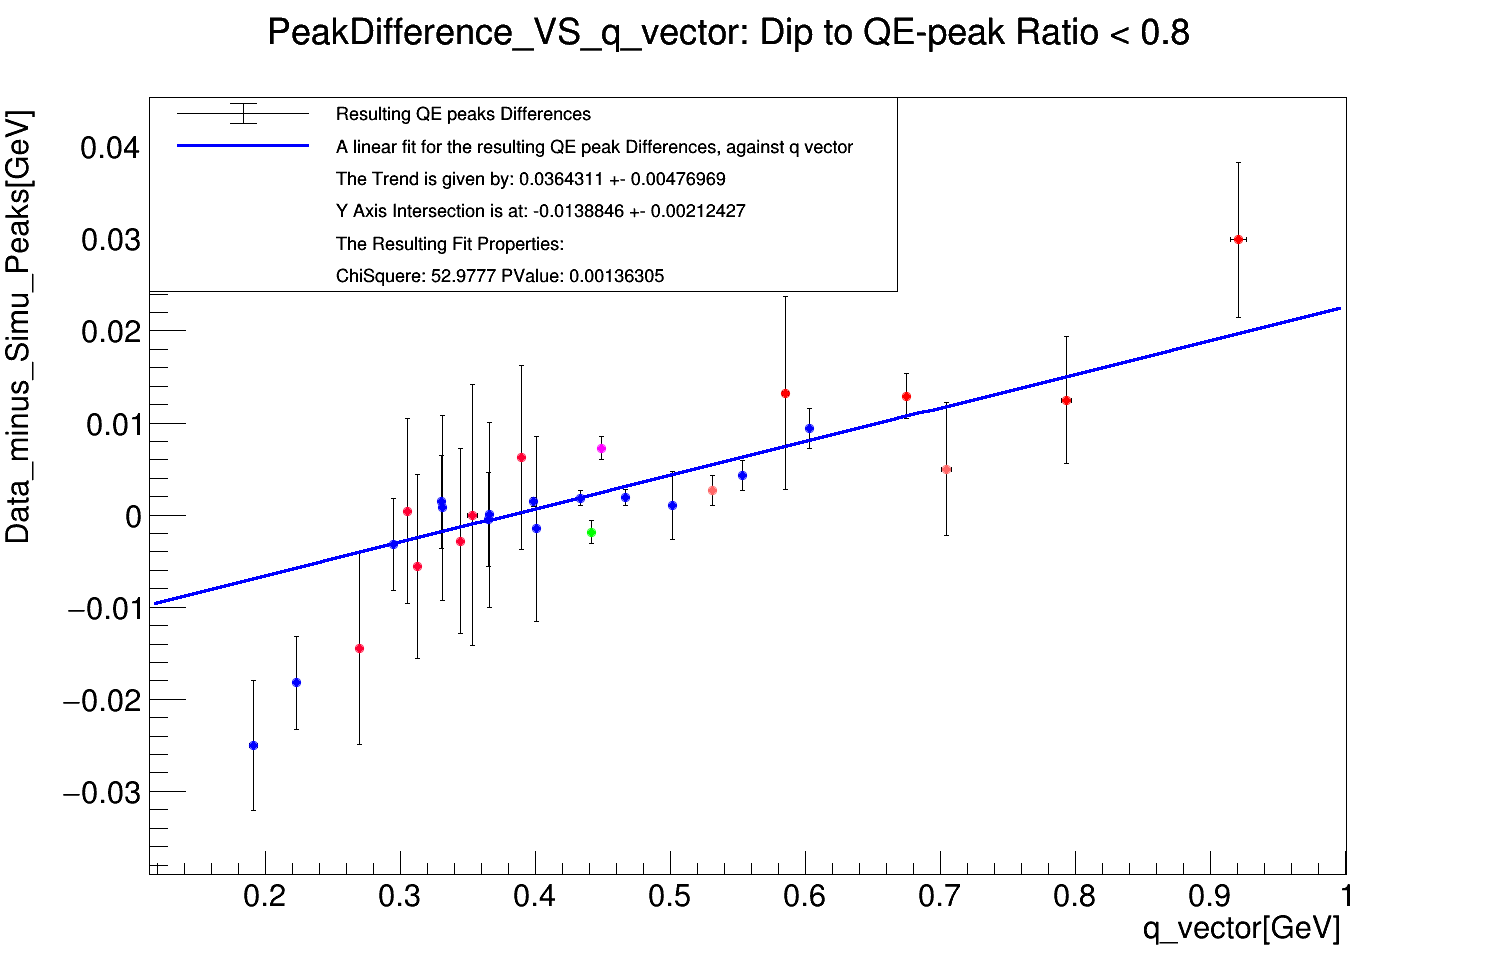 PeakDifference_VS_q_vector: Dip to QE-peak Ratio < 0.8
Resulting QE peaks Differences
A linear fit for the resulting QE peak Differences, against q vector
The Trend is given by: 0.0364311 +- 0.00476969
Y Axis Intersection is at: -0.0138846 +- 0.00212427
The Resulting Fit Properties:
ChiSquere: 52.9777 PValue: 0.00136305
Data_minus_Simu_Peaks[GeV]
0.04
0.03
0.02
0.01
0
−0.01
−0.02
−0.03
0.2 0.3 0.4 0.5 0.6 0.7 0.8 0.9 1
q_vector[GeV]